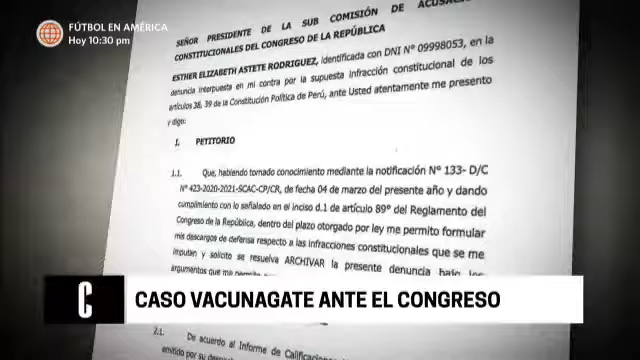 FÚTBOL EN AMÉRICA
Hoy 10:30 pm
SEÑOR PRESIDENTE DE LA SUB COMISIÓN DE
CONSTITUCIONALES DEL CONGRESO DE LA REPÚBLICA
ESTHER ELIZABETH ASTETE RODRIGUEZ, identificada con DNI N° 09998053, en la
denuncia interpuesta en mi contra por la supuesta infracción constitucional de los
artículos 38, 39 de la Constitución Política de Perú, ante Usted atentamente me presento
y digo:
I. PETITORIO
1.1. Que, habiendo tomado conocimiento mediante la notificación N° 133- D/C
N° 423-2020-2021-SCAC-CP/CR, de fecha 04 de marzo del presente año y dando
cumplimiento con lo señalado en el inciso d.1 de artículo 89° del Reglamento del
Congreso de la República, dentro del plazo otorgado por ley me permito formular
mis descargos de defensa respecto a las infracciones constitucionales que se me
imputan y solicito se resuelva ARCHIVAR la presente denuncia bajo los
argumentos que me permito
C CASO VACUNAGATE ANTE EL CONGRESO
2.1. De acuerdo al Informe de
emitido por su